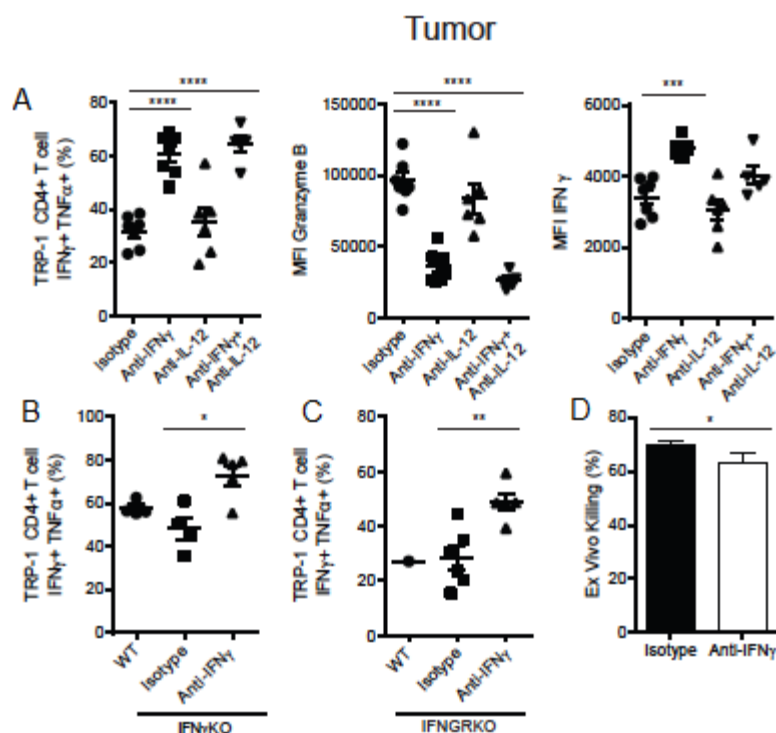 Tumor
A
TRP-1 CD4+ T cell
IFNγ+ TNFα+ (%)
80
60
40
20
0
****
****
Isotype
Anti-IFNγ
Anti-IL-12
Anti-IFNγ+
Anti-IL-12
MFI Granzyme B
150000
100000
50000
0
****
****
Isotype
Anti-IFNγ
Anti-IL-12
Anti-IFNγ+
Anti-IL-12
MFI IFN γ
6000
4000
2000
0
***
Isotype
Anti-IFNγ
Anti-IL-12
Anti-IFNγ+
Anti-IL-12
B
TRP-1 CD4+ T cell
IFNγ+ TNFα+ (%)
100
80
60
40
20
0
*
WT
Isotype
Anti-IFNγ
IFNγKO
C
TRP-1 CD4+ T cell
IFNγ+ TNFα+ (%)
80
60
40
20
0
**
WT
Isotype
Anti-IFNγ
IFNGRKO
D
Ex Vivo Killing (%)
80
60
40
20
0
*
Isotype Anti-IFNγ